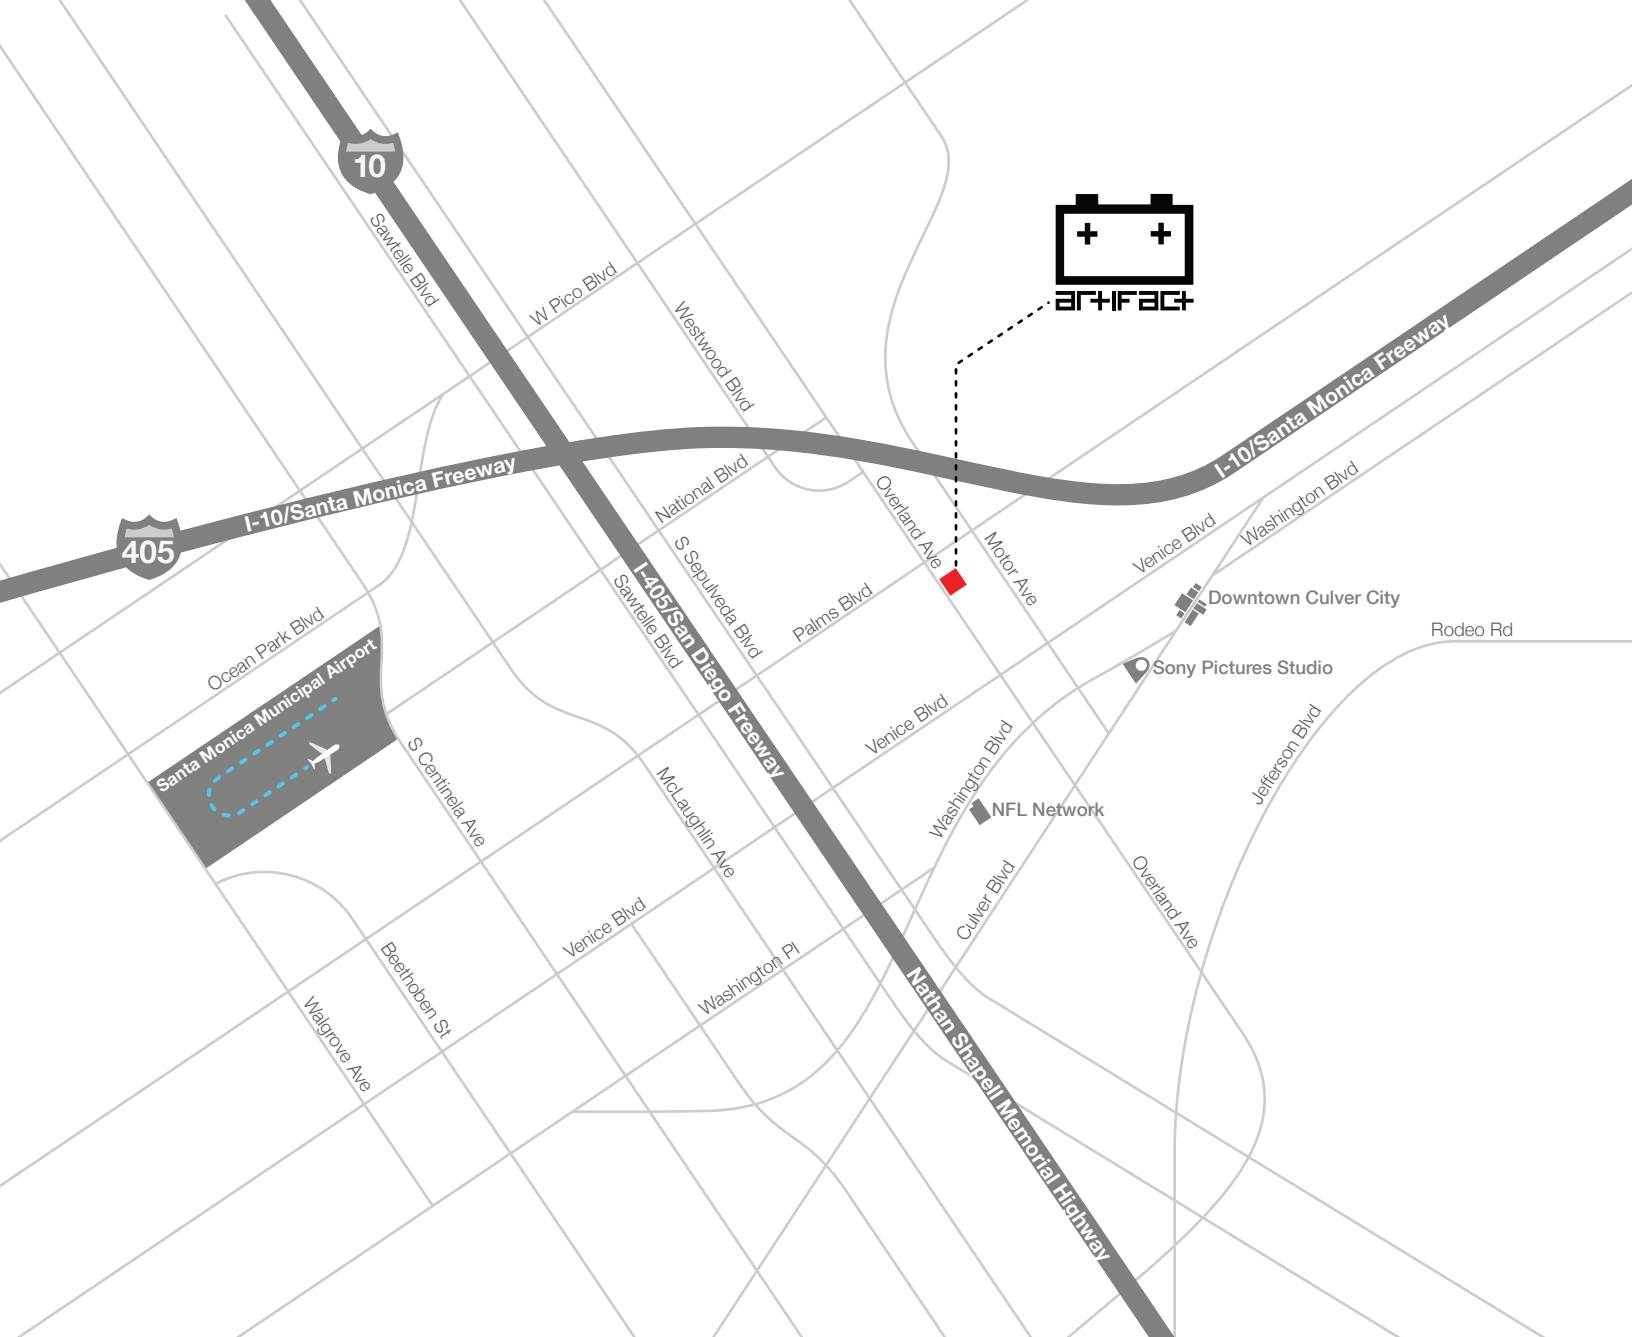 10
Sawtelle Blvd
W Pico Blvd
Westwood Blvd
artifact
I-10/Santa Monica Freeway
405
I-10/Santa Monica Freeway
National Blvd
Overland Ave
Washington Blvd
Venice Blvd
Motor Ave
S Sepulveda Blvd
Sawtelle Blvd
I-405/San Diego Freeway
Palms Blvd
Downtown Culver City
Rodeo Rd
Ocean Park Blvd
Santa Monica Municipal Airport
Sony Pictures Studio
Venice Blvd
Jefferson Blvd
S Centinela Ave
McLaughlin Ave
Washington Blvd
NFL Network
Overland Ave
Culver Blvd
Venice Blvd
Washington Pl
Beethoben St
Walgrove Ave
Nathan Shapell Memorial Highway